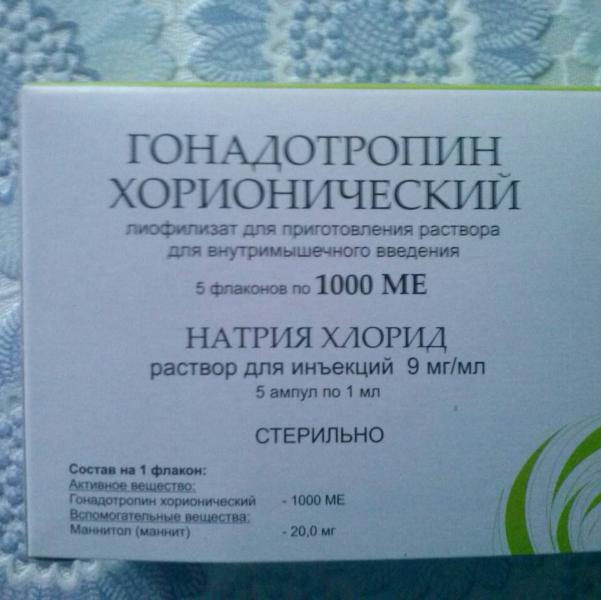 ГОНАДОТРОПИН
ХОРИОНИЧЕСКИЙ
лиофилизат для приготовления раствора
для внутримышечного введения
5 флаконов по 1000 МЕ
НАТРИЯ ХЛОРИД
раствор для инъекций 9 мг/мл
5 ампул по 1 мл
СТЕРИЛЬНО
Состав на 1 флакон:
Активное вещество:
Гонадотропин хорионический - 1000 МЕ
Вспомогательные вещества:
Маннитол (маннит) - 20,0 мг